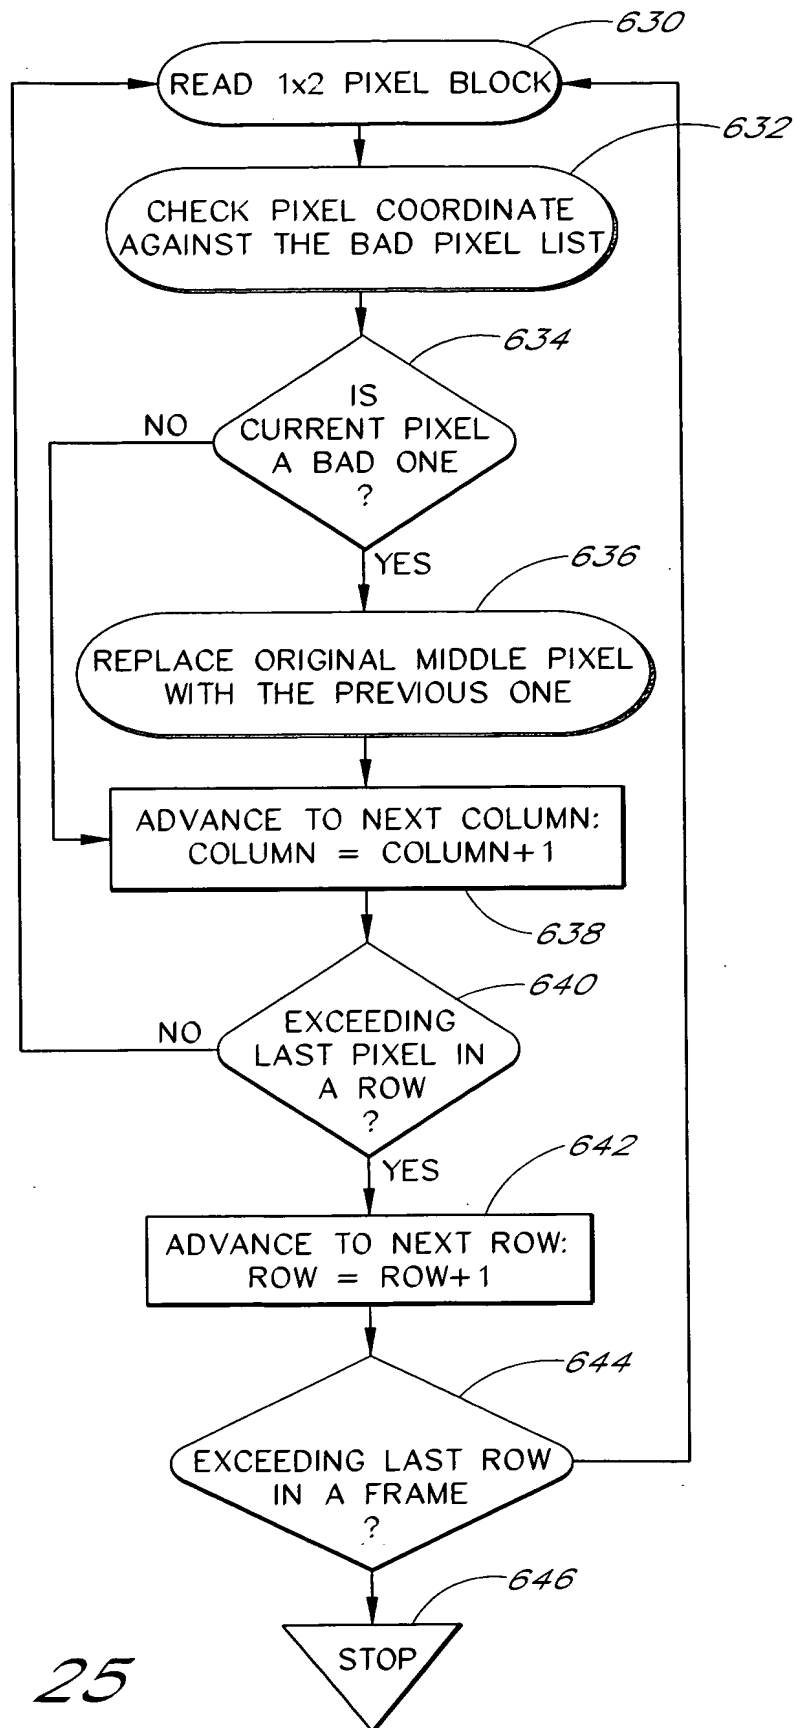 630
READ 1x2 PIXEL BLOCK
632
CHECK PIXEL COORDINATE
AGAINST THE BAD PIXEL LIST
634
IS
CURRENT PIXEL
A BAD ONE
?
NO
YES
636
REPLACE ORIGINAL MIDDLE PIXEL
WITH THE PREVIOUS ONE
ADVANCE TO NEXT COLUMN:
COLUMN = COLUMN+1
638
640
EXCEEDING
LAST PIXEL IN
A ROW
?
NO
YES
642
ADVANCE TO NEXT ROW:
ROW = ROW+1
644
EXCEEDING LAST ROW
IN A FRAME
?
646
STOP
25